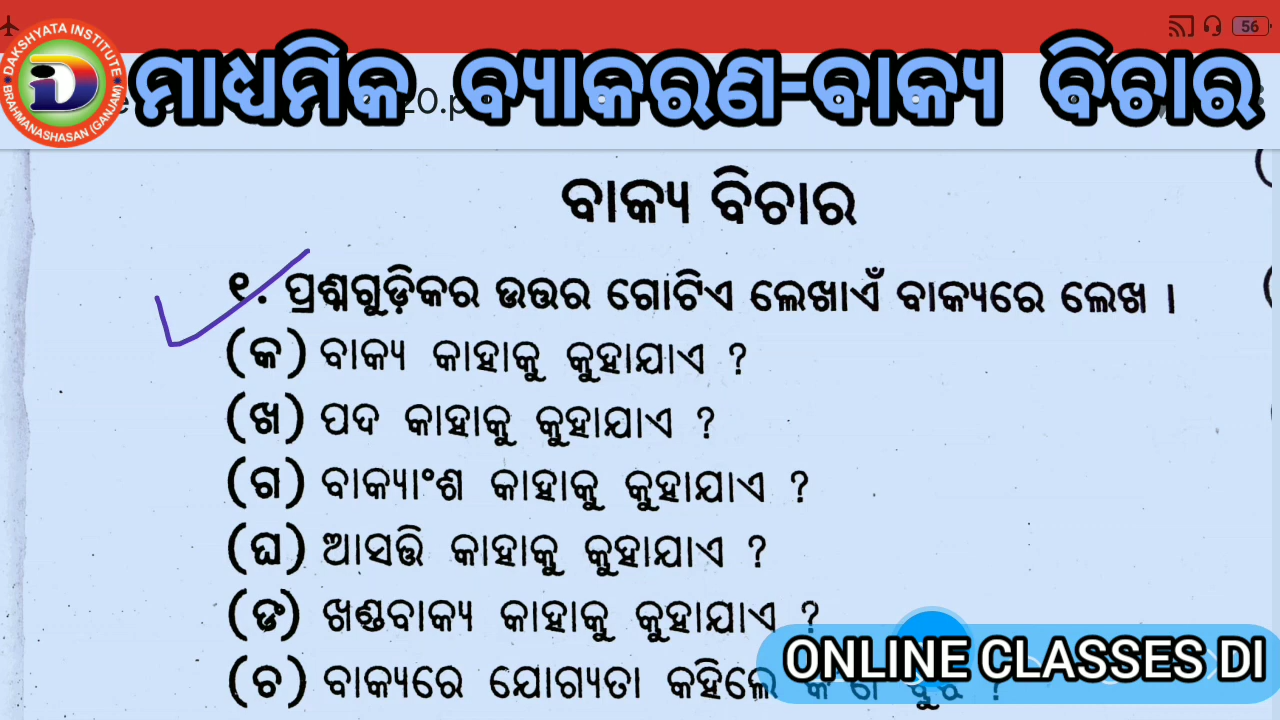 56
DAKSHYATA INSTITUTE
BRAHMANASHASAN (GANJAM)
ମାଧ୍ୟମିକ ବ୍ୟାକରଣ-ବାକ୍ୟ ବିଚାର
ବାକ୍ୟ ବିଚାର
୧. ପ୍ରଶ୍ନଗୁଡ଼ିକର ଉତ୍ତର ଗୋଟିଏ ଲେଖାଏଁ ବାକ୍ୟରେ ଲେଖ ।
(କ) ବାକ୍ୟ କାହାକୁ କୁହାଯାଏ ?
(ଖ) ପଦ କାହାକୁ କୁହାଯାଏ ?
(ଗ) ବାକ୍ୟାଂଶ କାହାକୁ କୁହାଯାଏ ?
(ଘ) ଆସତ୍ତି କାହାକୁ କୁହାଯାଏ ?
(ଙ) ଖଣ୍ଡବାକ୍ୟ କାହାକୁ କୁହାଯାଏ ?
(ଚ) ବାକ୍ୟରେ ଯୋଗ୍ୟତା କହିଲେ
ONLINE CLASSES DI